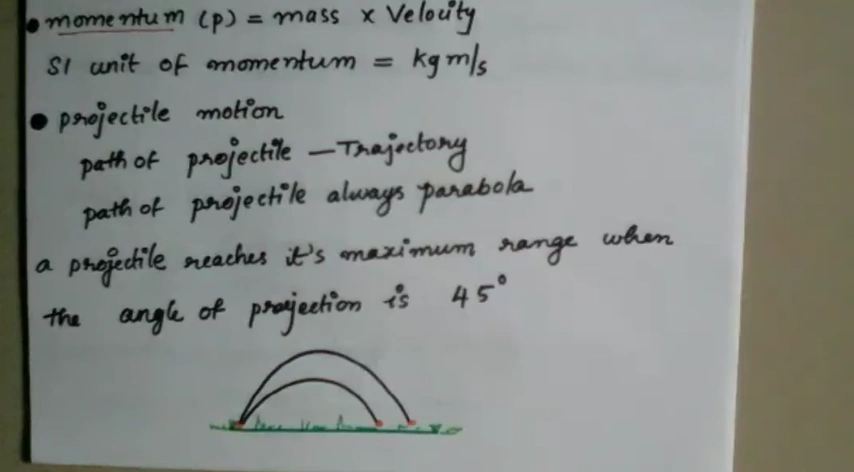 • momentum (p) = mass x Velocity
SI unit of momentum = kg m/s
• projectile motion
path of projectile — Trajectory
path of projectile always parabola
a projectile reaches it's maximum range when
the angle of projection is 45°